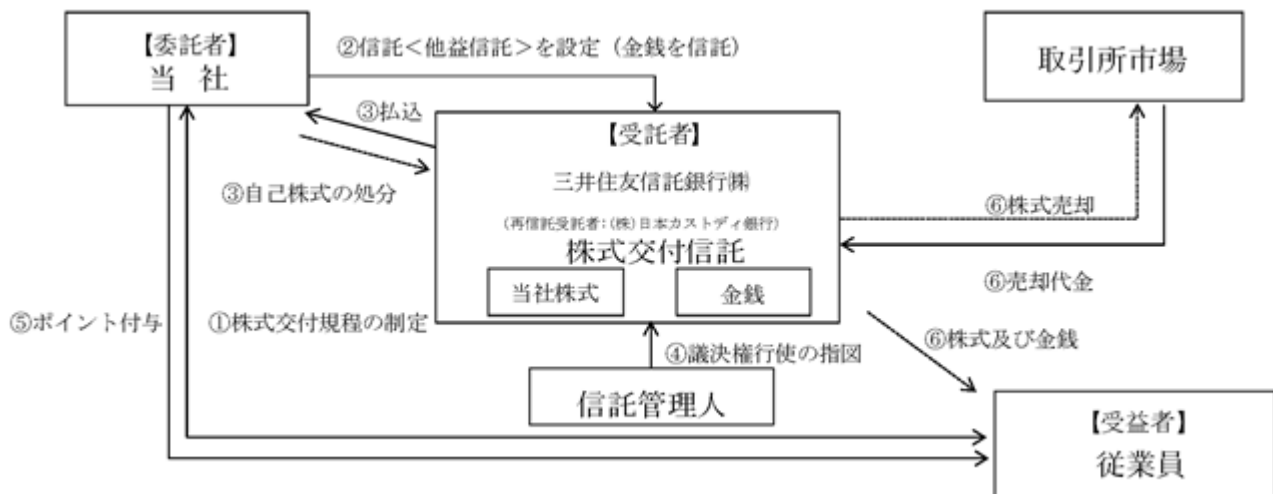 【委託者】
当 社
②信託<他益信託>を設定（金銭を信託）
取引所市場
③払込
③自己株式の処分
【受託者】
三井住友信託銀行㈱
(再信託受託者：(株)日本カストディ銀行)
株式交付信託
当社株式
金銭
⑥株式売却
⑥売却代金
⑤ポイント付与
①株式交付規程の制定
④議決権行使の指図
⑥株式及び金銭
信託管理人
【受益者】
従業員